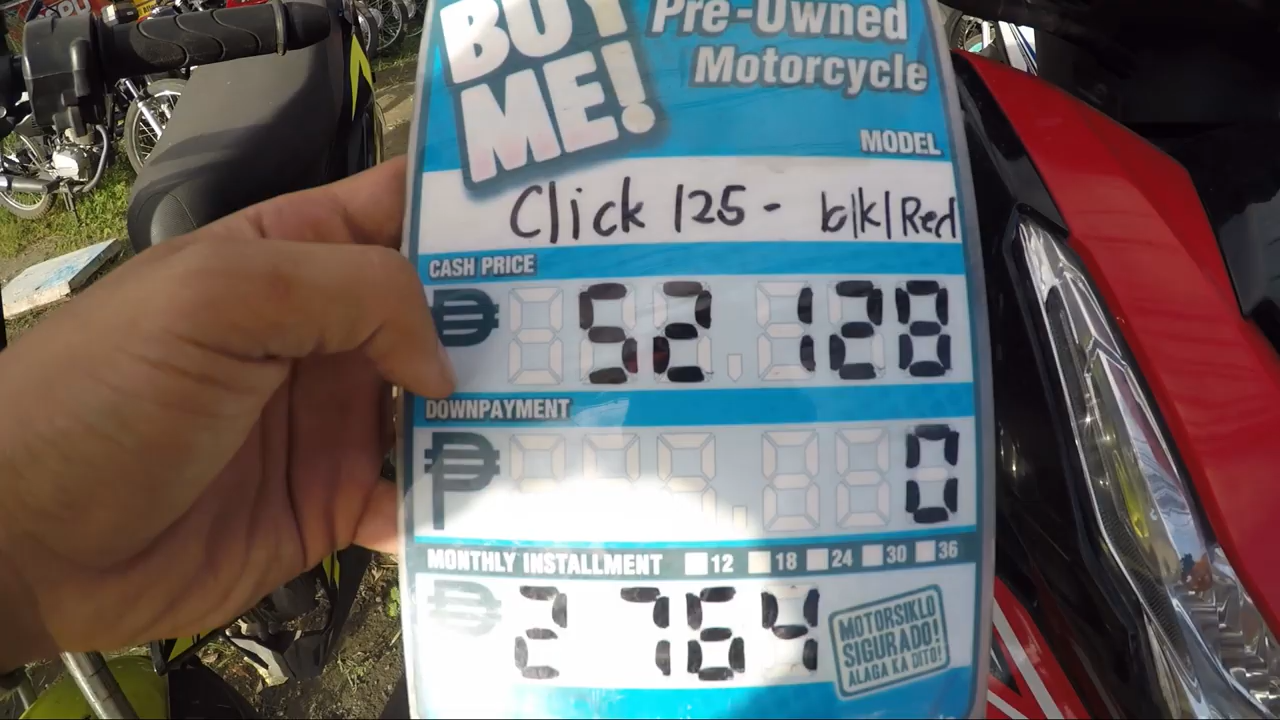 BUY
ME!
Pre-Owned
Motorcycle
MODEL
Click 125 - blk/Red
CASH PRICE
₱ 52,128
DOWNPAYMENT
₱ 0
MONTHLY INSTALLMENT 12 18 24 30 36
₱ 2 764
MOTORSIKLO
SIGURADO!
ALAGA KA DITO!